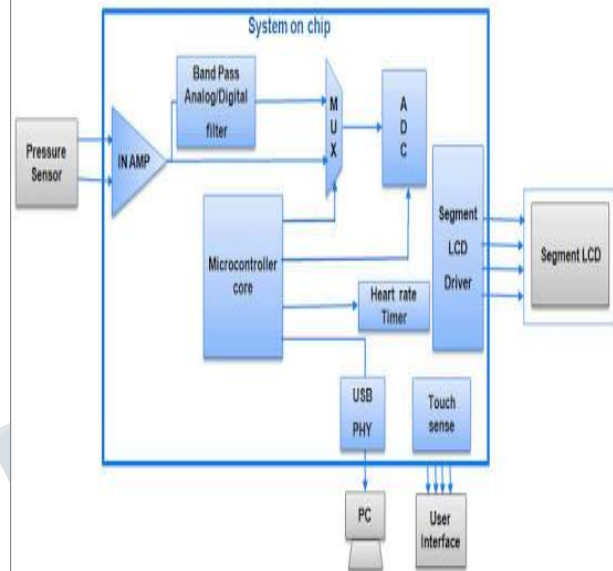 System on chip
Band Pass
Analog/Digital
filter
M
U
X
A
D
C
Pressure
Sensor
IN AMP
Segment
LCD
Driver
Segment LCD
Microcontroller
core
Heart rate
Timer
USB
PHY
Touch
sense
PC
User
Interface